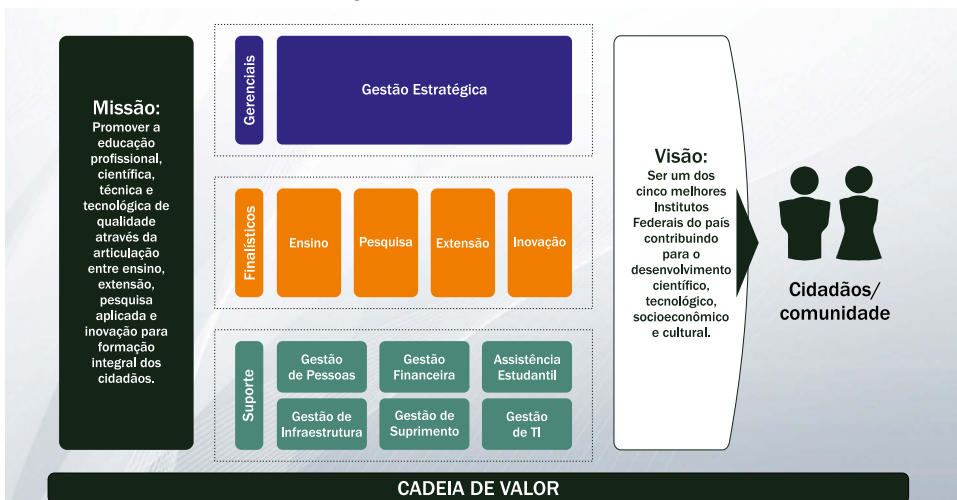 Missão:
Promover a
educação
profissional,
científica,
técnica e
tecnológica de
qualidade
através da
articulação
entre ensino,
extensão,
pesquisa
aplicada e
inovação para
formação
integral dos
cidadãos.
Gerenciais
Gestão Estratégica
Finalísticos
Ensino
Pesquisa
Extensão
Inovação
Suporte
Gestão
de Pessoas
Gestão
Financeira
Assistência
Estudantil
Gestão de
Infraestrutura
Gestão de
Suprimento
Gestão
de TI
Visão:
Ser um dos
cinco melhores
Institutos
Federais do país
contribuindo
para o
desenvolvimento
científico,
tecnológico,
socioeconômico
e cultural.
Cidadãos/
comunidade
CADEIA DE VALOR